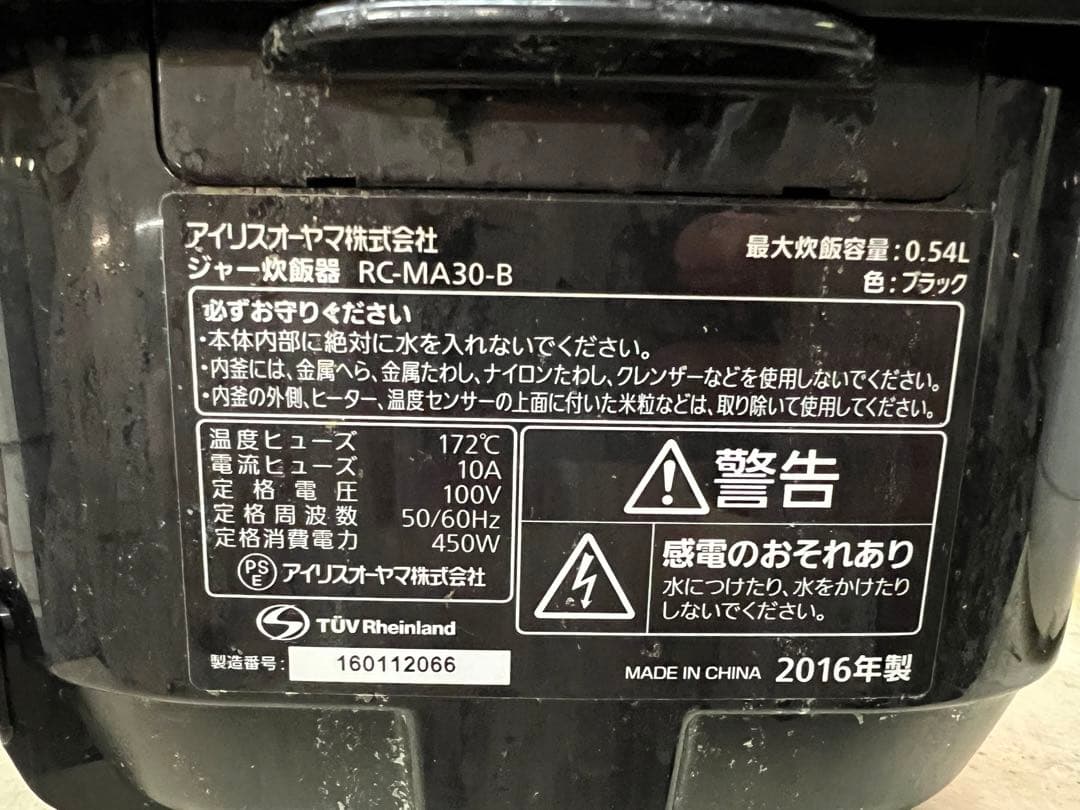 アイリスオーヤマ株式会社
ジャー炊飯器 RC-MA30-B
最大炊飯容量:0.54L
色:ブラック
必ずお守りください
・本体内部に絶対に水を入れないでください。
・内釜には、金属へら、金属たわし、ナイロンたわし、クレンザーなどを使用しないでください。
・内釜の外側、ヒーター、温度センサーの上面に付いた米粒などは、取り除いて使用してください。
温度ヒューズ 172℃
電流ヒューズ 10A
定格電圧 100V
定格周波数 50/60Hz
定格消費電力 450W
PSE アイリスオーヤマ株式会社
警告
感電のおそれあり
水につけたり、水をかけたり
しないでください。
TÜVRheinland
製造番号: 160112066
MADE IN CHINA 2016年製